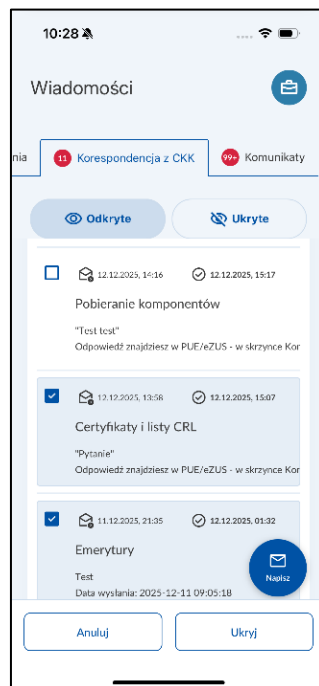 10:28
Wiadomości
nia
11 Korespondencja z CKK
99+ Komunikaty
Odkryte
Ukryte
12.12.2025, 14:16 12.12.2025, 15:17
Pobieranie komponentów
"Test test"
Odpowiedź znajdziesz w PUE/eZUS - w skrzynce Kor
12.12.2025, 13:58 12.12.2025, 15:07
Certyfikaty i listy CRL
"Pytanie"
Odpowiedź znajdziesz w PUE/eZUS - w skrzynce Kor
11.12.2025, 21:35 12.12.2025, 01:32
Emerytury
Test
Data wysłania: 2025-12-11 09:05:18
Napisz
Anuluj
Ukryj